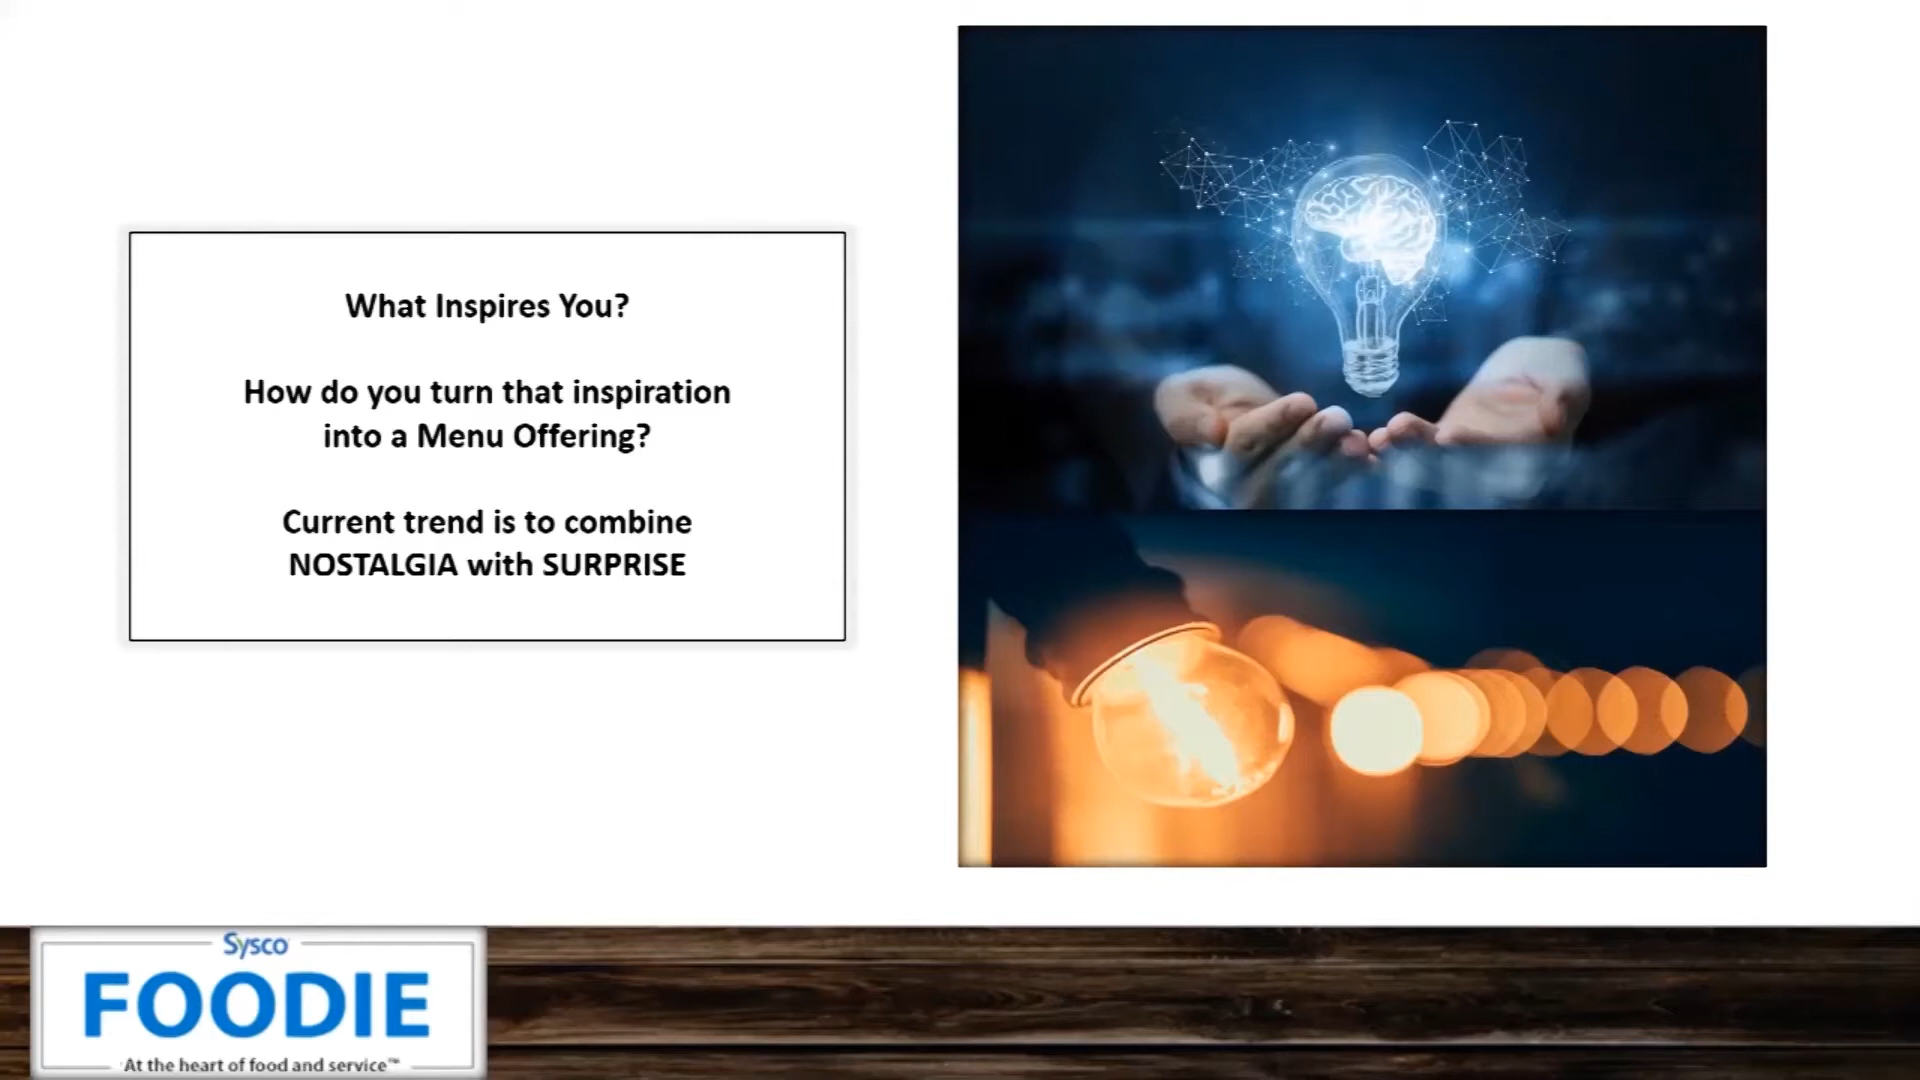 What Inspires You?
How do you turn that inspiration
into a Menu Offering?
Current trend is to combine
NOSTALGIA with SURPRISE
Sysco
FOODIE
At the heart of food and service™